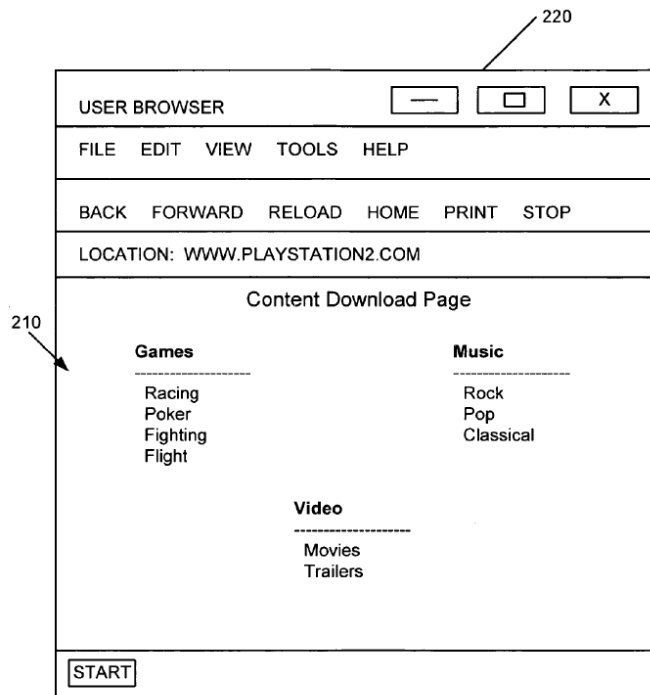 220
USER BROWSER
X
FILE EDIT VIEW TOOLS HELP
BACK FORWARD RELOAD HOME PRINT STOP
LOCATION: WWW.PLAYSTATION2.COM
Content Download Page
210
Games
Racing
Poker
Fighting
Flight
Music
Rock
Pop
Classical
Video
Movies
Trailers
START